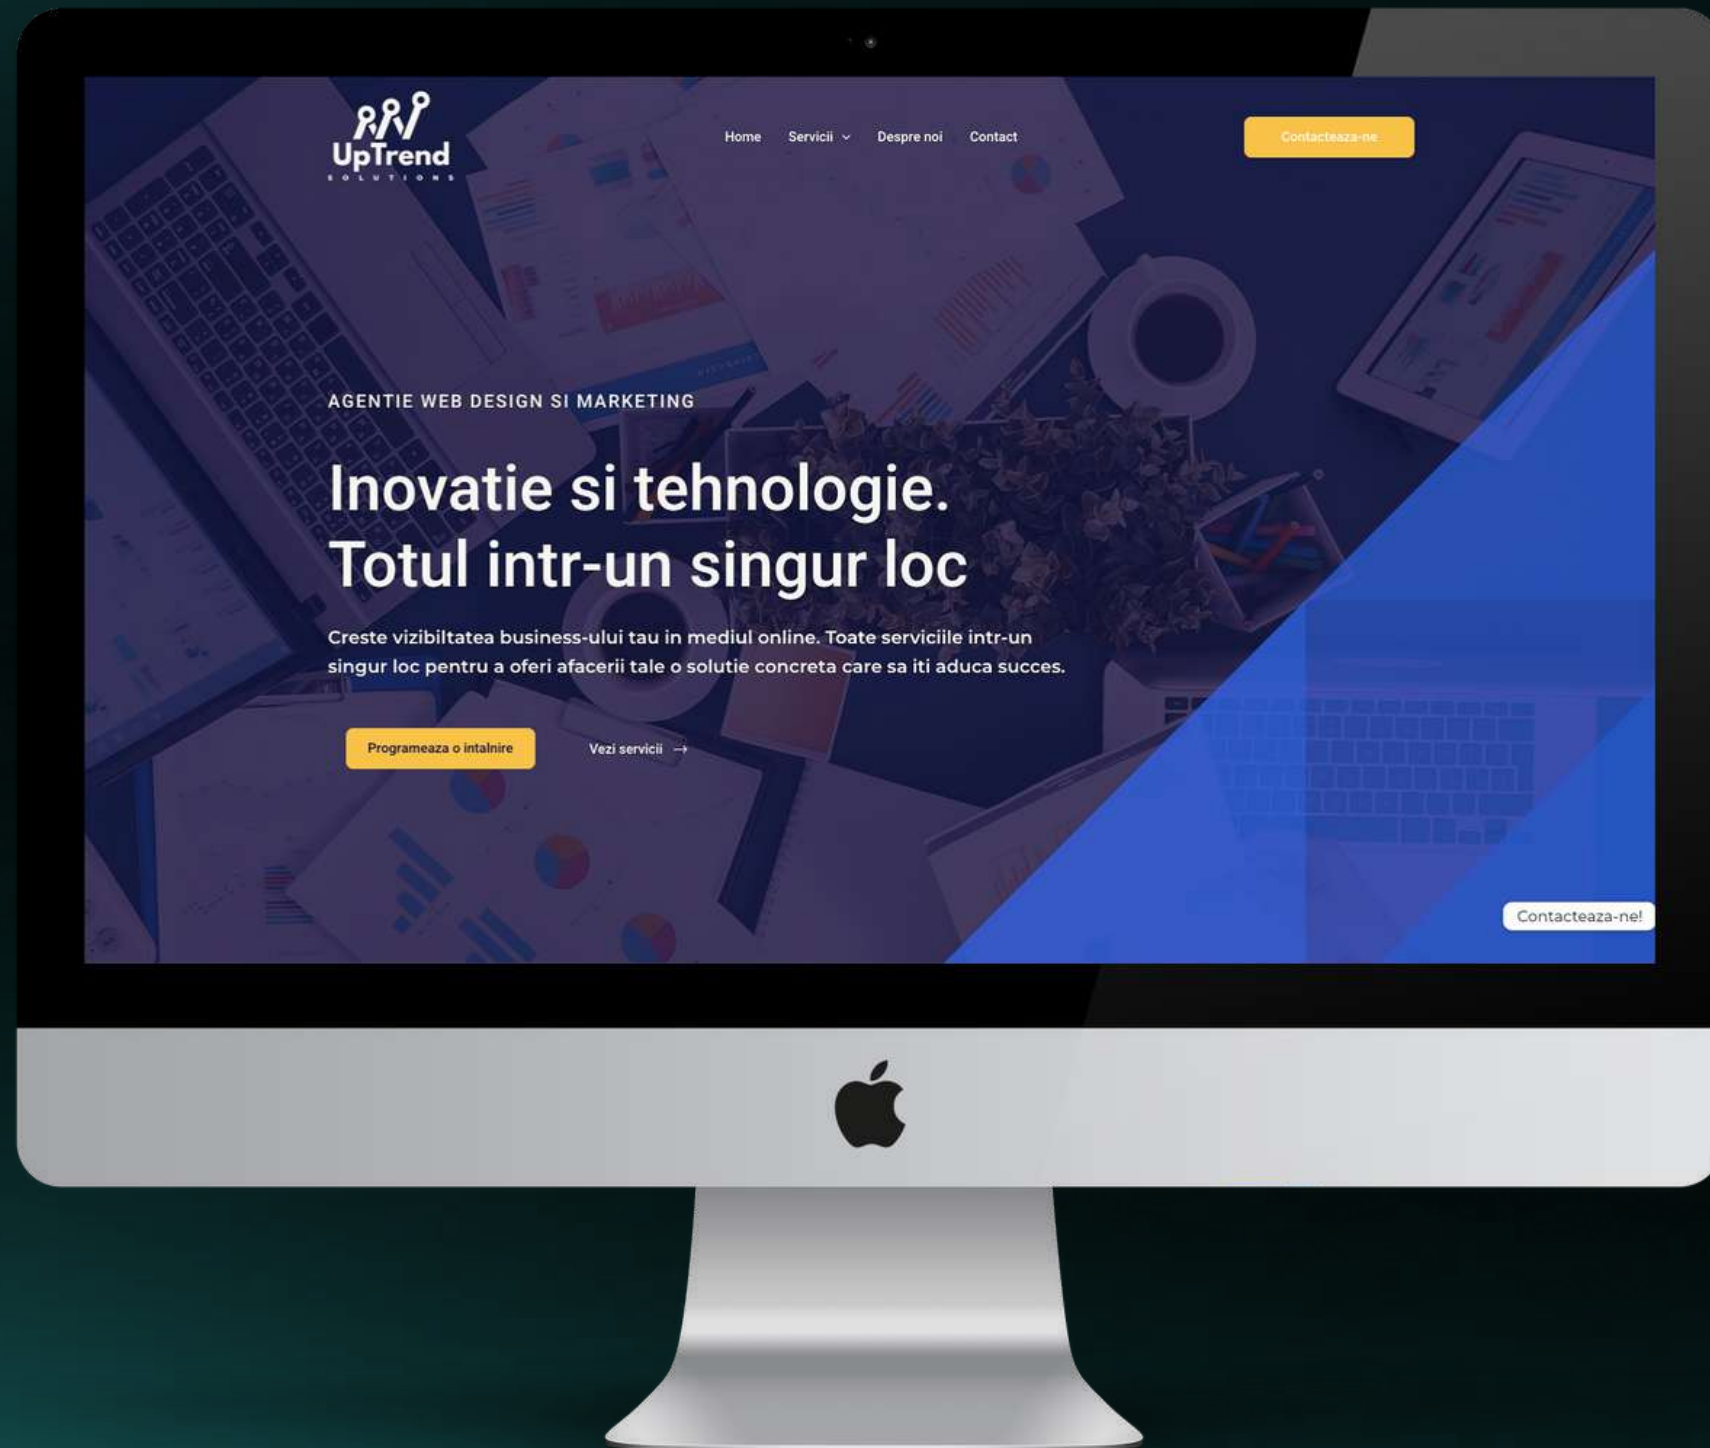 UpTrend
SOLUTIONS
Home Servicii Despre noi Contact
Contacteaza-ne
AGENTIE WEB DESIGN SI MARKETING
Inovatie si tehnologie.
Totul intr-un singur loc
Creste vizibiltatea business-ului tau in mediul online. Toate serviciile intr-un
singur loc pentru a oferi afacerii tale o solutie concreta care sa iti aduca succes.
Programeaza o intalnire
Vezi servicii →
Contacteaza-ne!